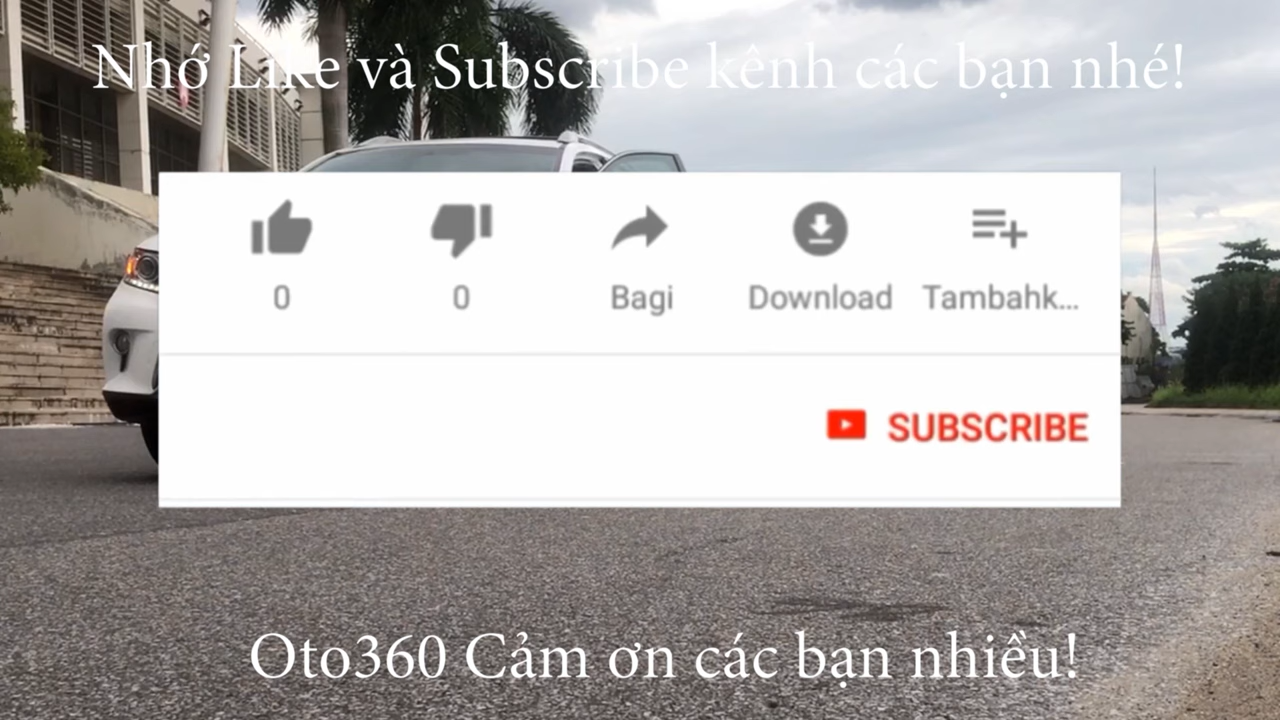 Nhớ Like và Subscribe kênh các bạn nhé!
0 0 Bagi Download Tambahk...
SUBSCRIBE
Oto360 Cảm ơn các bạn nhiều!